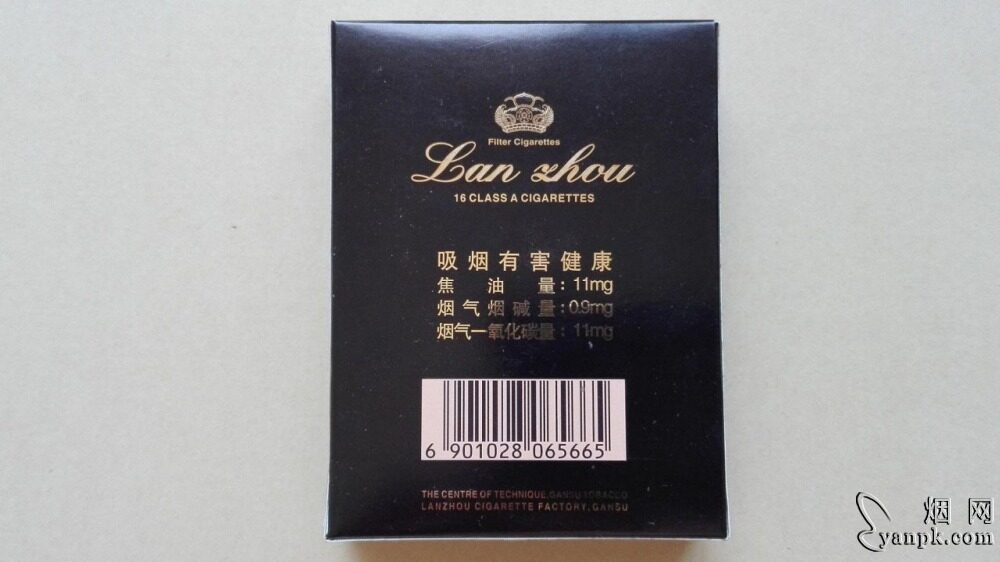 Filter Cigarettes
Lan zhou
16 CLASS A CIGARETTES
吸烟有害健康
焦油量：11mg
烟气烟碱量：0.9mg
烟气一氧化碳量：11mg
6 901028 065665
THE CENTRE OF TECHNIQUE,GANSU TOBACCO
LANZHOU CIGARETTE FACTORY,GANSU
烟网
yanpk.com